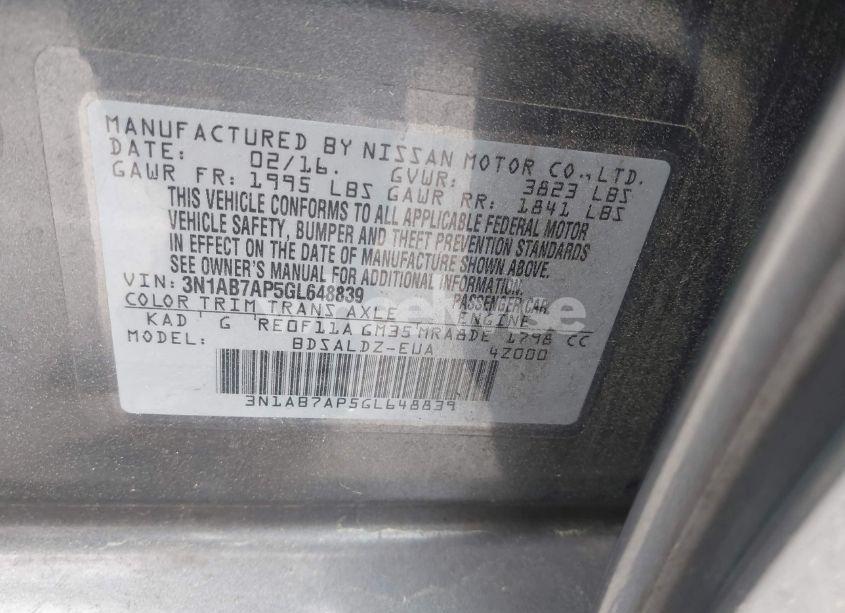 MANUFACTURED BY NISSAN MOTOR CO., LTD.
DATE: 02/16. GVWR: 3823 LBS
GAWR FR: 1995 LBS GAWR RR: 1841 LBS
THIS VEHICLE CONFORMS TO ALL APPLICABLE FEDERAL MOTOR
VEHICLE SAFETY, BUMPER AND THEFT PREVENTION STANDARDS
IN EFFECT ON THE DATE OF MANUFACTURE SHOWN ABOVE.
SEE OWNER'S MANUAL FOR ADDITIONAL INFORMATION.
VIN: 3N1AB7AP5GL648839 PASSENGER CAR
COLOR TRIM TRANS AXLE ENGINE
KAD ' G RE0F11A GM35 MRA8DE 1798 CC
MODEL: BDSALDZ-EUA 42000
3N1AB7AP5GL648839